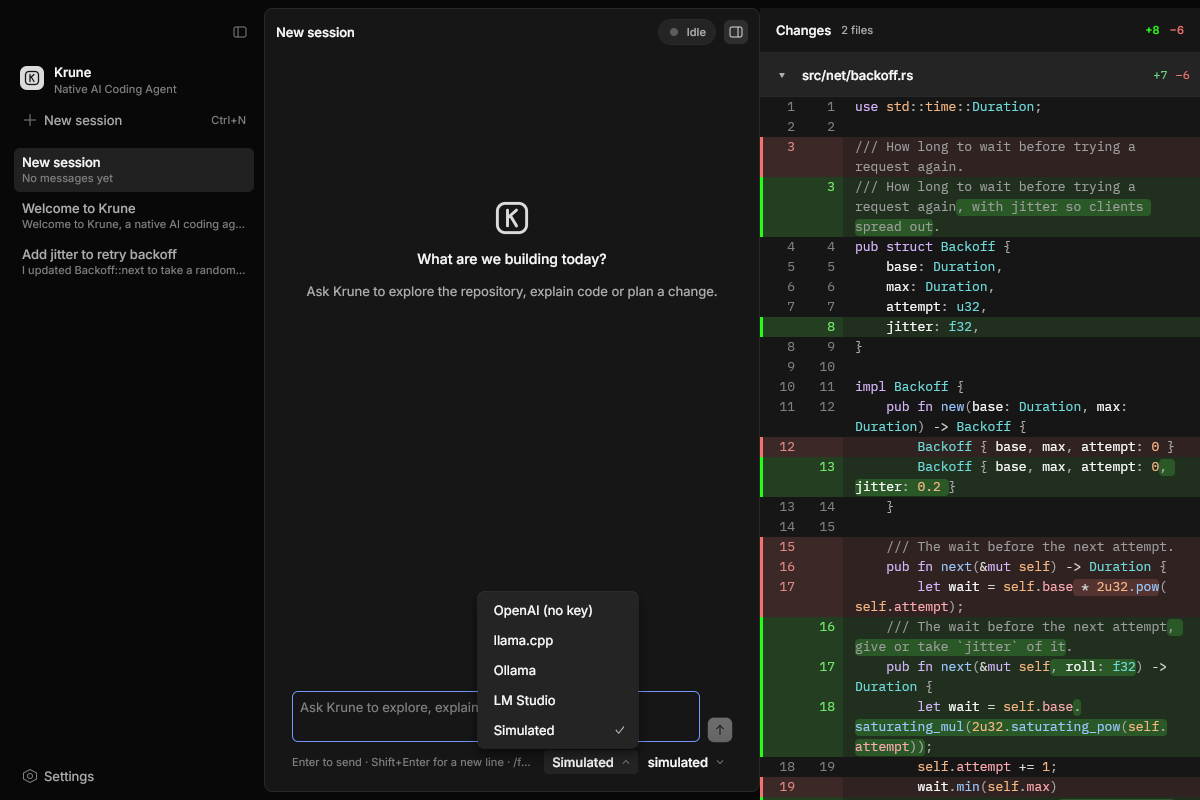 Krune
Native AI Coding Agent
New session
Ctrl+N
New session
No messages yet
Welcome to Krune
Welcome to Krune, a native AI coding ag...
Add jitter to retry backoff
I updated Backoff::next to take a random...
Settings
New session
Idle
K
What are we building today?
Ask Krune to explore the repository, explain code or plan a change.
OpenAI (no key)
llama.cpp
Ollama
LM Studio
Simulated
Ask Krune to explore, explain
Enter to send · Shift+Enter for a new line · /f...
Simulated
simulated
Changes 2 files +8 −6
src/net/backoff.rs +7 −6
1 1 use std::time::Duration;
2 2
3 /// How long to wait before trying a
request again.
3 /// How long to wait before trying a
request again, with jitter so clients
spread out.
4 4 pub struct Backoff {
5 5 base: Duration,
6 6 max: Duration,
7 7 attempt: u32,
8 jitter: f32,
8 9 }
9 10
10 11 impl Backoff {
11 12 pub fn new(base: Duration, max:
Duration) -> Backoff {
12 Backoff { base, max, attempt: 0 }
13 Backoff { base, max, attempt: 0,
jitter: 0.2 }
13 14 }
14 15
15 /// The wait before the next attempt.
16 pub fn next(&mut self) -> Duration {
17 let wait = self.base * 2u32.pow(
self.attempt);
16 /// The wait before the next attempt,
give or take `jitter` of it.
17 pub fn next(&mut self, roll: f32) ->
Duration {
18 let wait = self.base.
saturating_mul(2u32.saturating_pow(self.
attempt));
18 19 self.attempt += 1;
19 wait.min(self.max)